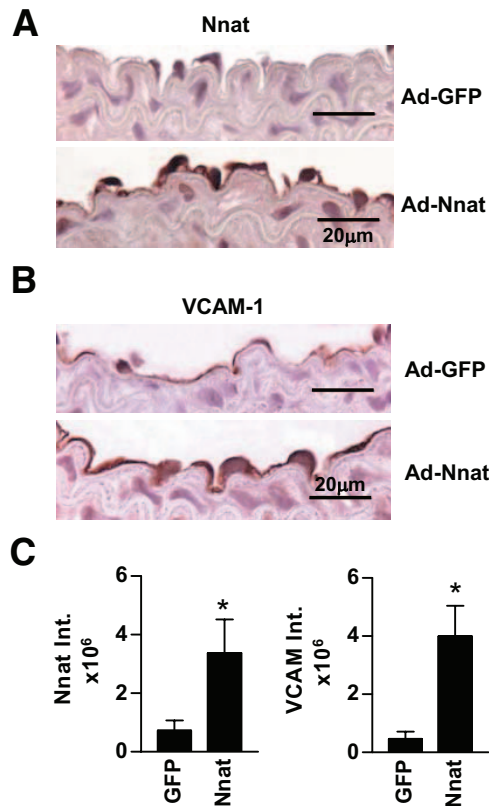 A
Nnat
Ad-GFP
Ad-Nnat
20µm
B
VCAM-1
Ad-GFP
Ad-Nnat
20µm
C
Nnat Int.
x10⁶
6
4
2
0
*
GFP
Nnat
VCAM Int.
x10⁶
6
4
2
0
*
GFP
Nnat